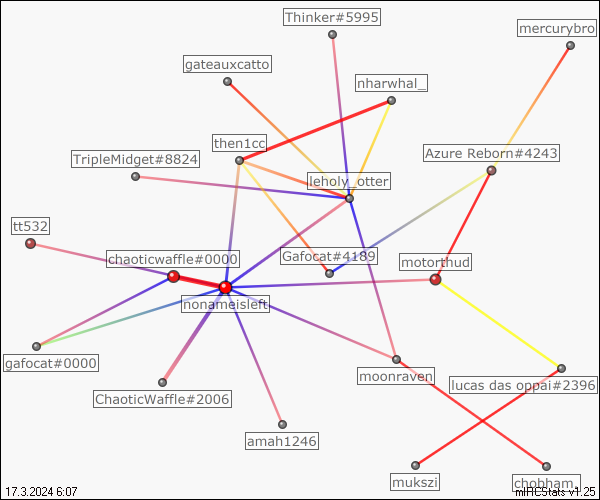 Thinker#5995
mercurybro
gateauxcatto
nharwhal_
then1cc
Azure Reborn#4243
TripleMidget#8824
leholy_otter
tt532
chaoticwaffle#0000
Gafocat#4189
motorthud
nonameisleft
gafocat#0000
moonraven
lucas das oppai#2396
ChaoticWaffle#2006
amah1246
mukszi
chobham_
17.3.2024 6:07
mIRCStats v1.25